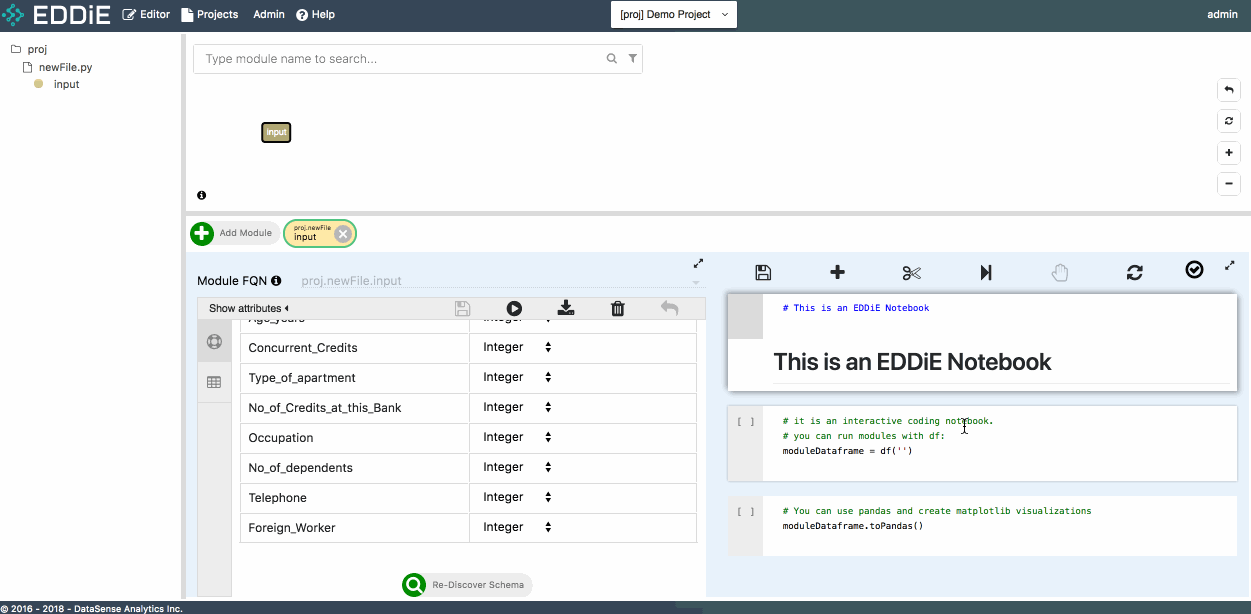 EDDiE Editor Projects Admin Help [proj] Demo Project admin
proj
newFile.py
input
Type module name to search...
input
Add Module
proj.newFile
input
Module FQN proj.newFile.input
Show attributes
Age_years Integer
Concurrent_Credits Integer
Type_of_apartment Integer
No_of_Credits_at_this_Bank Integer
Occupation Integer
No_of_dependents Integer
Telephone Integer
Foreign_Worker Integer
Re-Discover Schema
# This is an EDDiE Notebook
This is an EDDiE Notebook
[ ] # it is an interactive coding notebook.
# you can run modules with df:
moduleDataframe = df('')
[ ] # You can use pandas and create matplotlib visualizations
moduleDataframe.toPandas()
© 2016 - 2018 - DataSense Analytics Inc.